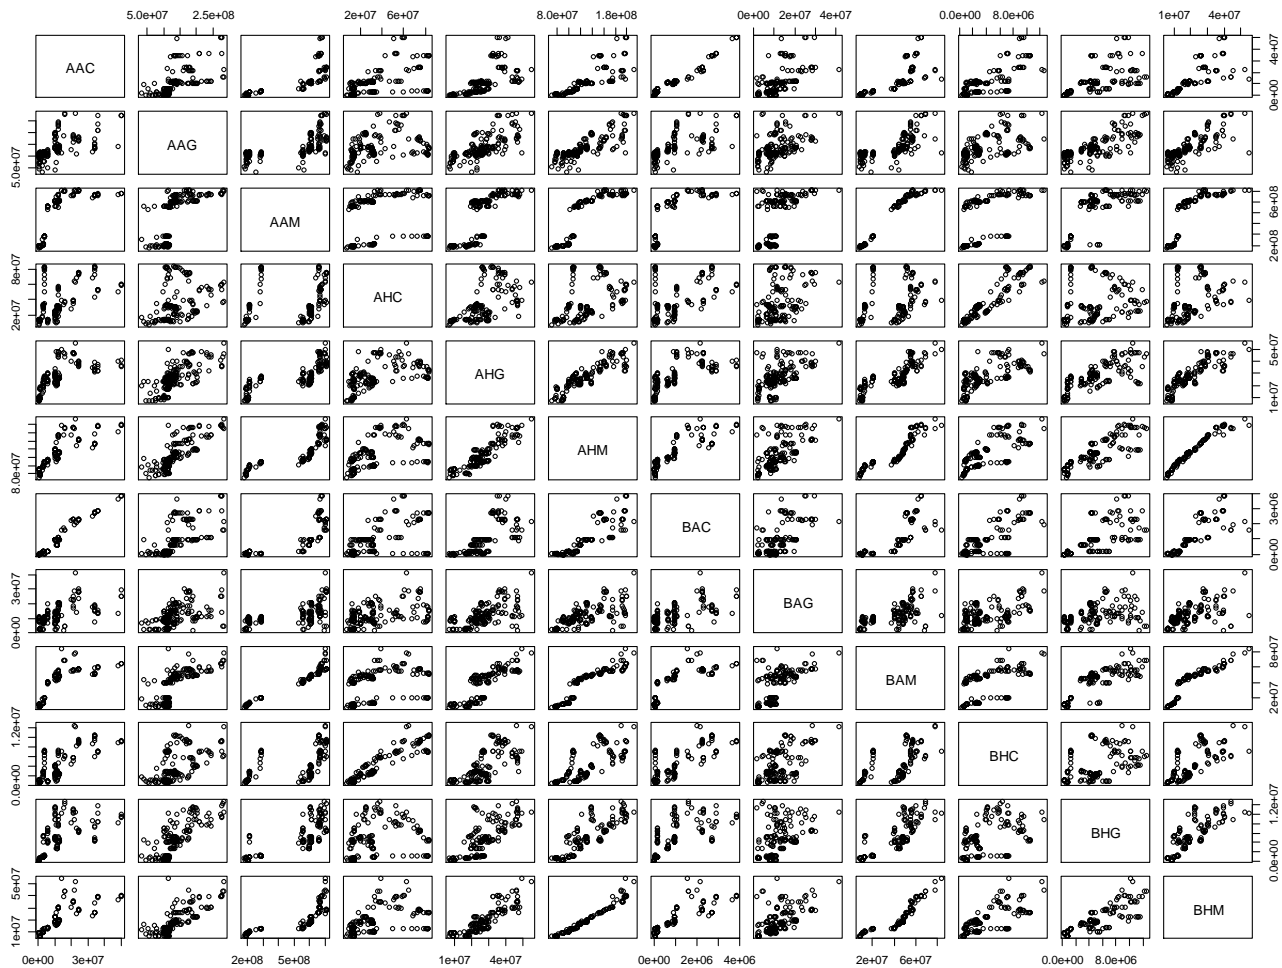 5.0e+07 2.5e+08 2e+07 6e+07 8.0e+07 1.8e+08 0e+00 2e+07 4e+07 0.0e+00 8.0e+06 1e+07 4e+07
AAC 0e+00 4e+07
5.0e+07 AAG
AAM 2e+08 6e+08
2e+07 8e+07 AHC
AHG 1e+07 5e+07
8.0e+07 AHM
BAC 0e+00 3e+06
0e+00 3e+07 BAG
BAM 2e+07 8e+07
0.0e+00 1.2e+07 BHC
BHG 0.0e+00 1.2e+07
1e+07 5e+07 BHM
0e+00 3e+07 2e+08 5e+08 1e+07 4e+07 0e+00 2e+06 4e+06 2e+07 6e+07 0.0e+00 8.0e+06